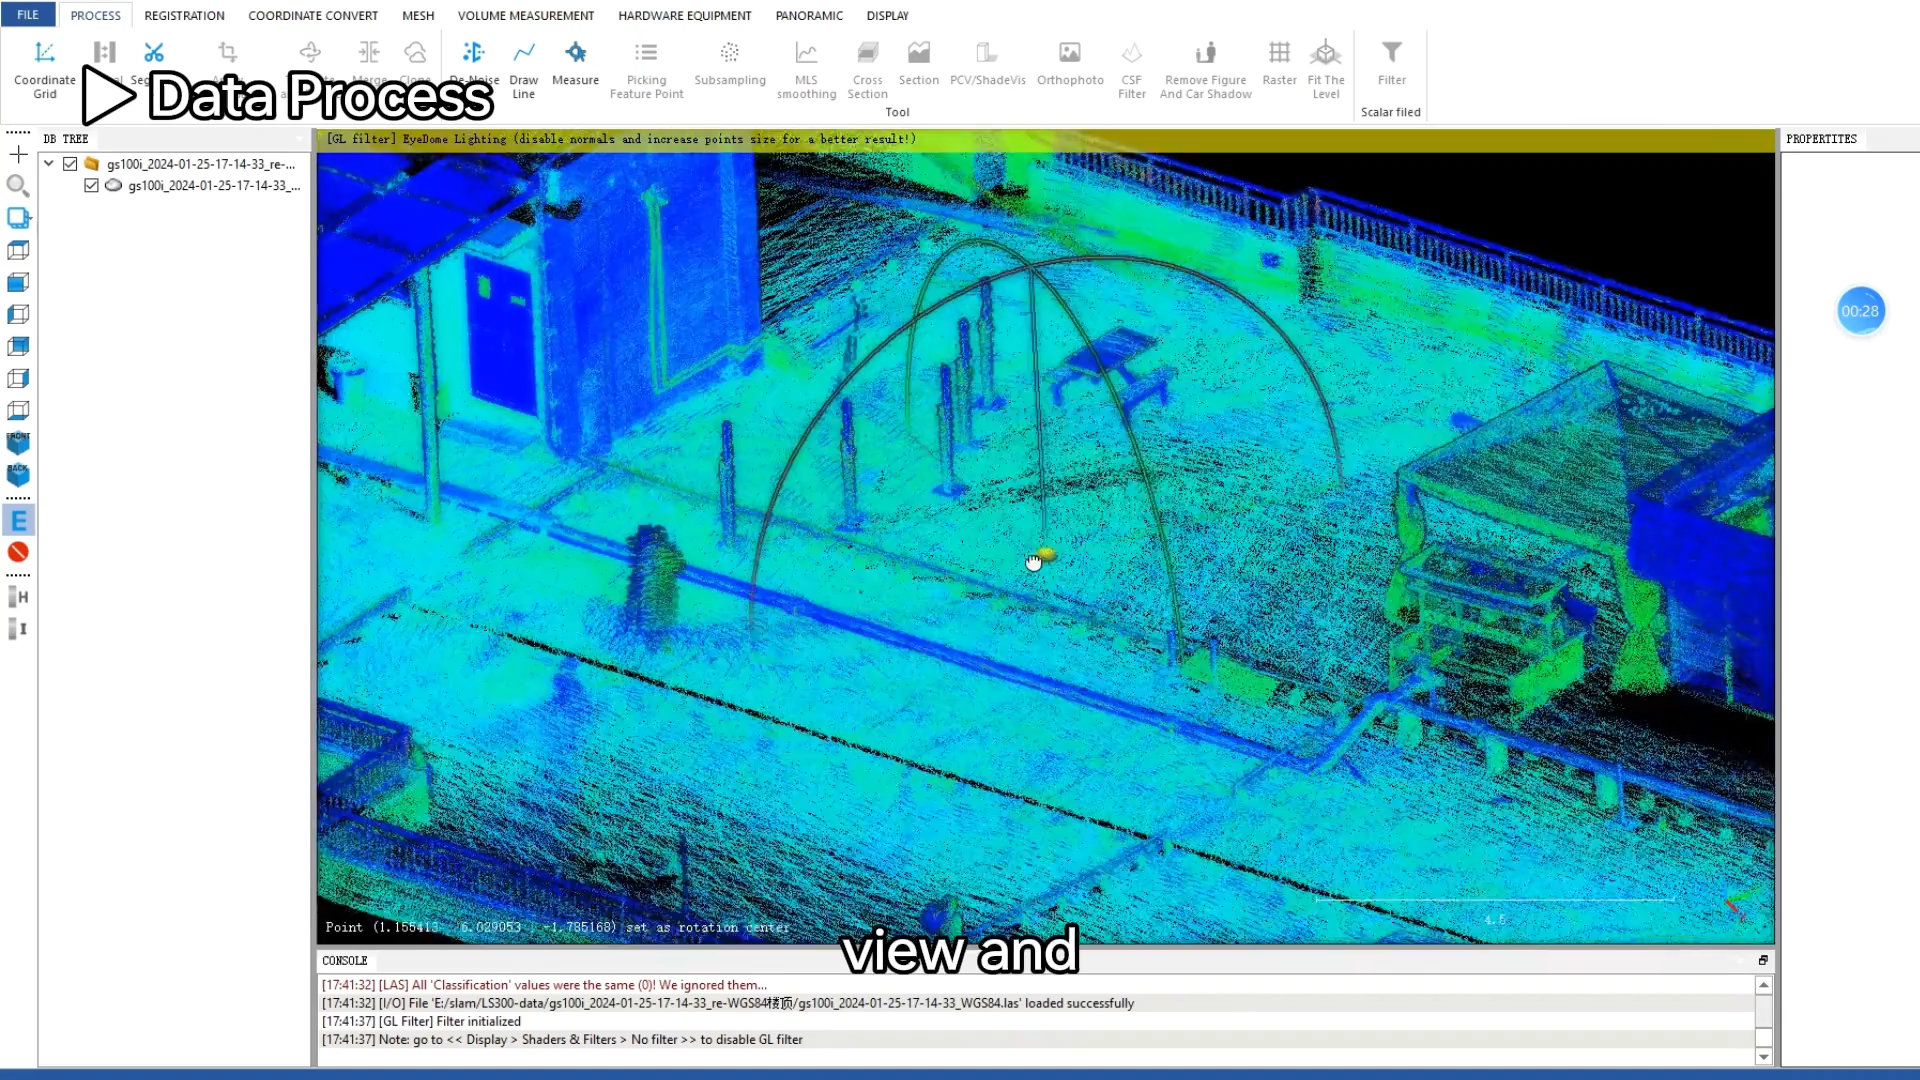 FILE PROCESS REGISTRATION COORDINATE CONVERT MESH VOLUME MEASUREMENT HARDWARE EQUIPMENT PANORAMIC DISPLAY
Coordinate Grid
De-Noise
Draw Line
Measure
Picking Feature Point
Subsampling
MLS smoothing
Cross Section
Section
PCV/ShadeVis
Orthophoto
CSF Filter
Remove Figure And Car Shadow
Raster
Fit The Level
Filter
Tool
Scalar filed
Data Process
DB TREE
gs100i_2024-01-25-17-14-33_re-...
gs100i_2024-01-25-17-14-33_...
FRONT
BACK
E
H
I
[GL filter] EyeDome Lighting (disable normals and increase points size for a better result!)
PROPERTITES
00:28
4.5
view and
CONSOLE
[17:41:32] [LAS] All 'Classification' values were the same (0)! We ignored them...
[17:41:32] [I/O] File 'E:/slam/LS300-data/gs100i_2024-01-25-17-14-33_re-WGS84楼顶/gs100i_2024-01-25-17-14-33_WGS84.las' loaded successfully
[17:41:37] [GL Filter] Filter initialized
[17:41:37] Note: go to << Display > Shaders & Filters > No filter >> to disable GL filter